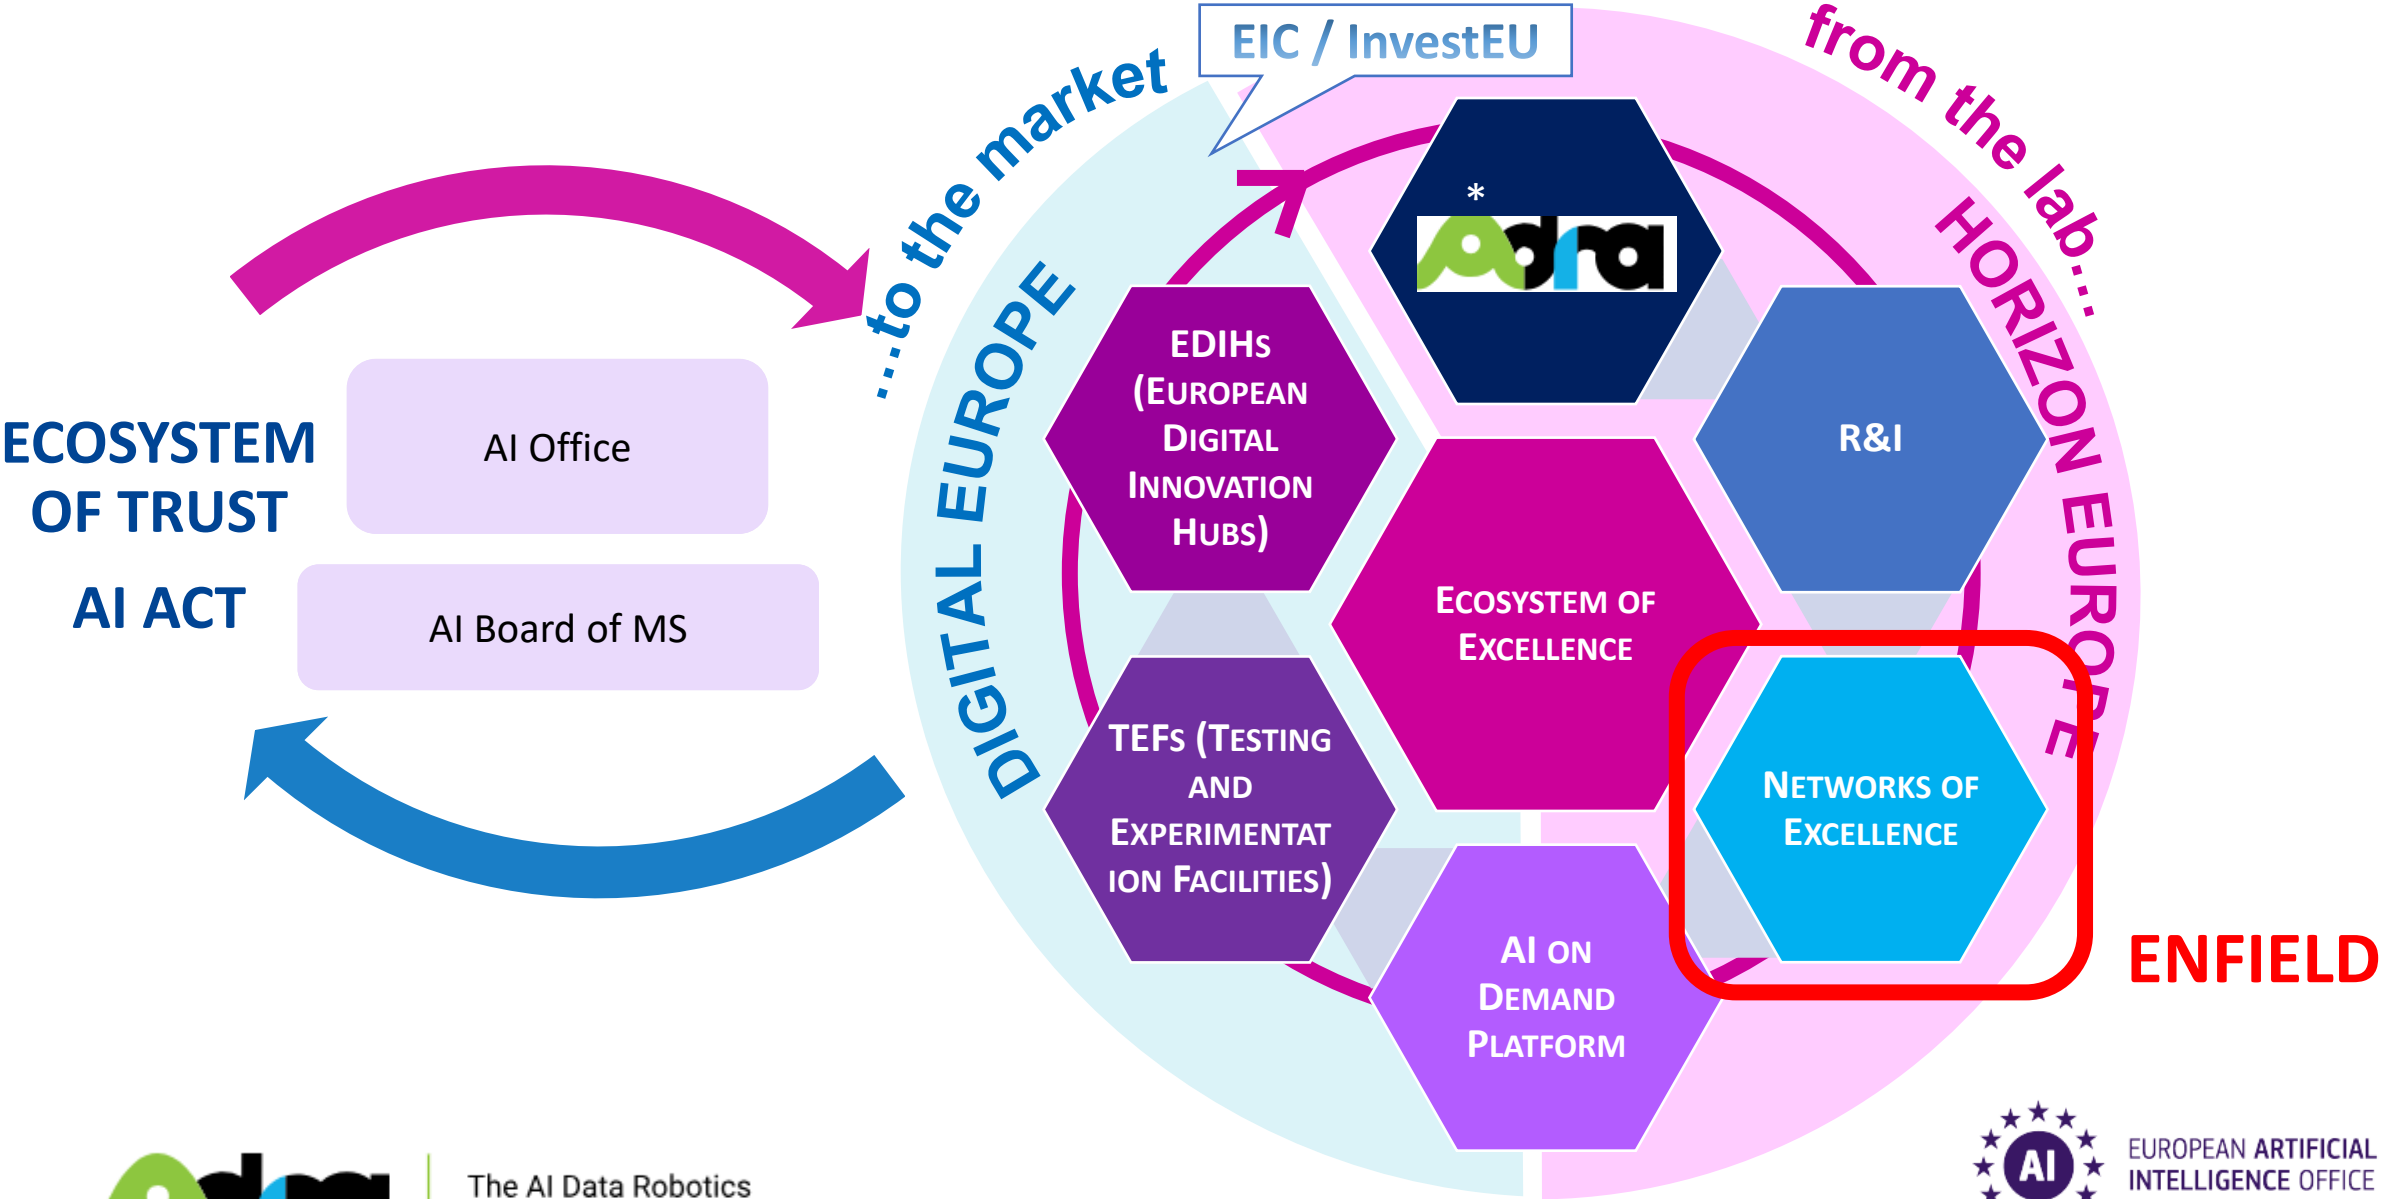 EIC / InvestEU
from the lab...
...to the market
*
Adra
HORIZON EUROPE
DIGITAL EUROPE
EDIHs
(European
Digital
Innovation
Hubs)
R&I
ECOSYSTEM
OF TRUST
AI ACT
AI Office
AI Board of MS
Ecosystem of
Excellence
TEFs (Testing
and
Experimentat
ion Facilities)
Networks of
Excellence
AI on
Demand
Platform
ENFIELD
Adra
The AI Data Robotics
AI
EUROPEAN ARTIFICIAL
INTELLIGENCE OFFICE